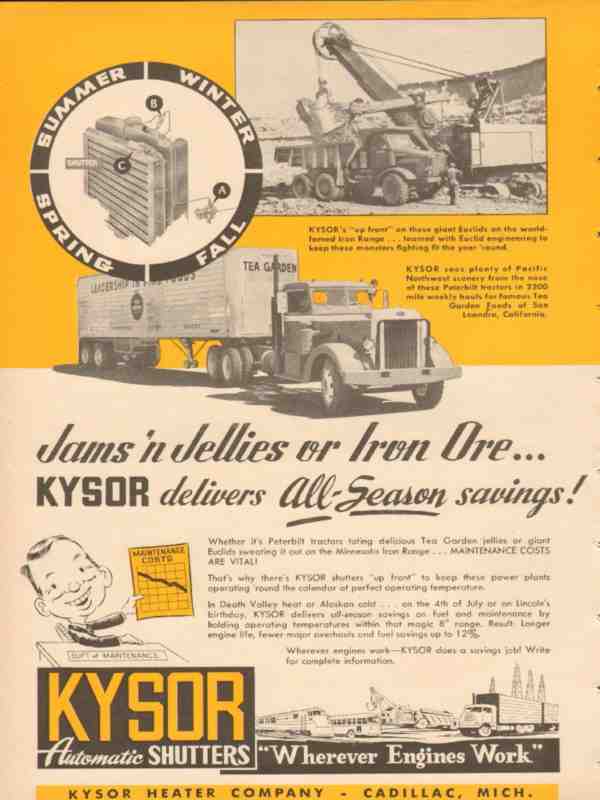 SUMMER
WINTER
SPRING
FALL
B
SHUTTER
C
A
KYSOR's "up front" on these giant Euclids on the world-
famed Iron Range . . . teamed with Euclid engineering to
keep these monsters fighting fit the year 'round.
KYSOR sees plenty of Pacific
Northwest scenery from the nose
of these Peterbilt tractors in 2200
mile weekly hauls for famous Tea
Garden Foods of San
Leandro, California.
LEADERSHIP IN FINE FOODS
TEA GARDEN
Jams 'n Jellies or Iron Ore...
KYSOR delivers All-Season savings!
Whether it's Peterbilt tractors toting delicious Tea Garden jellies or giant
Euclids sweating it out on the Minnesota Iron Range . . . MAINTENANCE COSTS
ARE VITAL!
That's why there's KYSOR shutters "up front" to keep these power plants
operating 'round the calendar at perfect operating temperature.
In Death Valley heat or Alaskan cold . . . on the 4th of July or on Lincoln's
birthday, KYSOR delivers all-season savings on fuel and maintenance by
holding operating temperatures within that magic 8° range. Result: Longer
engine life, fewer major overhauls and fuel savings up to 12%.
Wherever engines work—KYSOR does a savings job! Write
for complete information.
MAINTENANCE
COSTS
SUPT of MAINTENANCE
KYSOR
Automatic SHUTTERS
"Wherever Engines Work"
KYSOR HEATER COMPANY - CADILLAC, MICH.